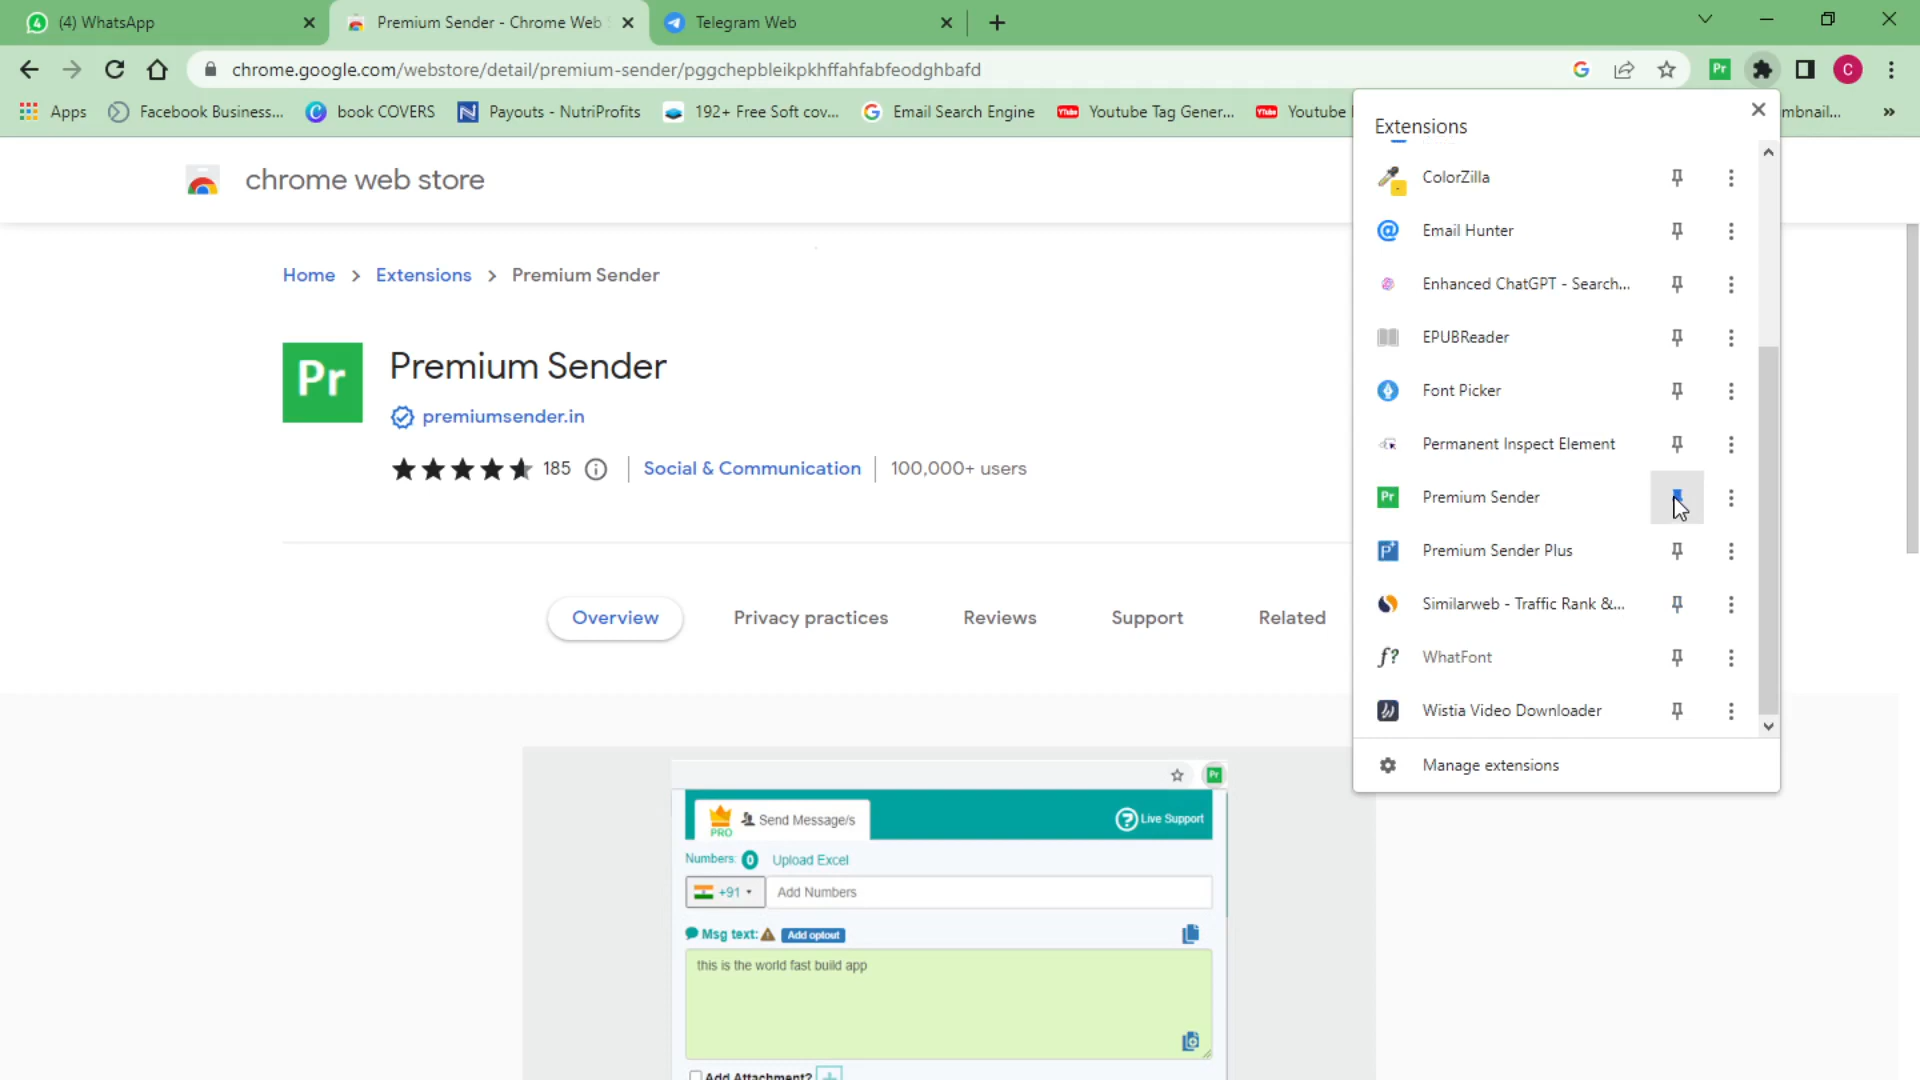 (4) WhatsApp
Premium Sender - Chrome Web
Telegram Web
chrome.google.com/webstore/detail/premium-sender/pggchepbleikpkhffahfabfeodghbafd
Pr
C
Apps
Facebook Business...
book COVERS
Payouts - NutriProfits
192+ Free Soft cov...
Email Search Engine
Youtube Tag Gener...
Youtube
mbnail...
»
chrome web store
Home > Extensions > Premium Sender
Pr
Premium Sender
premiumsender.in
185
Social & Communication
100,000+ users
Overview
Privacy practices
Reviews
Support
Related
Pr
PRO
Send Message/s
Live Support
Numbers: 0 Upload Excel
+91
Add Numbers
Msg text:
Add optout
this is the world fast build app
Add Attachment?
Extensions
ColorZilla
Email Hunter
Enhanced ChatGPT - Search...
EPUBReader
Font Picker
Permanent Inspect Element
Pr Premium Sender
P+ Premium Sender Plus
Similarweb - Traffic Rank &...
f? WhatFont
Wistia Video Downloader
Manage extensions